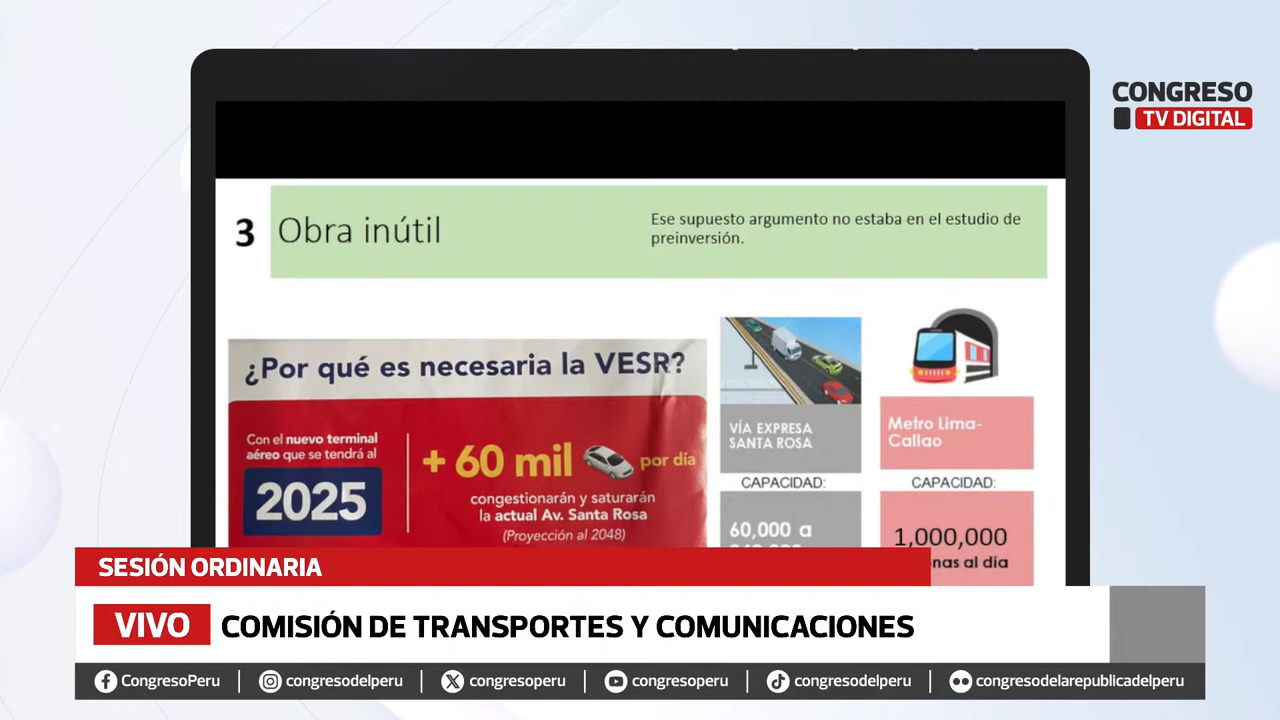 CONGRESO
TV DIGITAL
3 Obra inútil
Ese supuesto argumento no estaba en el estudio de
preinversión.
¿Por qué es necesaria la VESR?
Con el nuevo terminal
aéreo que se tendrá al
2025
+ 60 mil por día
congestionarán y saturarán
la actual Av. Santa Rosa
(Proyección al 2048)
VÍA EXPRESA
SANTA ROSA
CAPACIDAD:
60,000 a
Metro Lima-
Callao
CAPACIDAD:
1,000,000
al día
SESIÓN ORDINARIA
VIVO COMISIÓN DE TRANSPORTES Y COMUNICACIONES
CongresoPeru congresodelperu congresoperu congresoperu congresodelperu congresodelarepublicadelperu